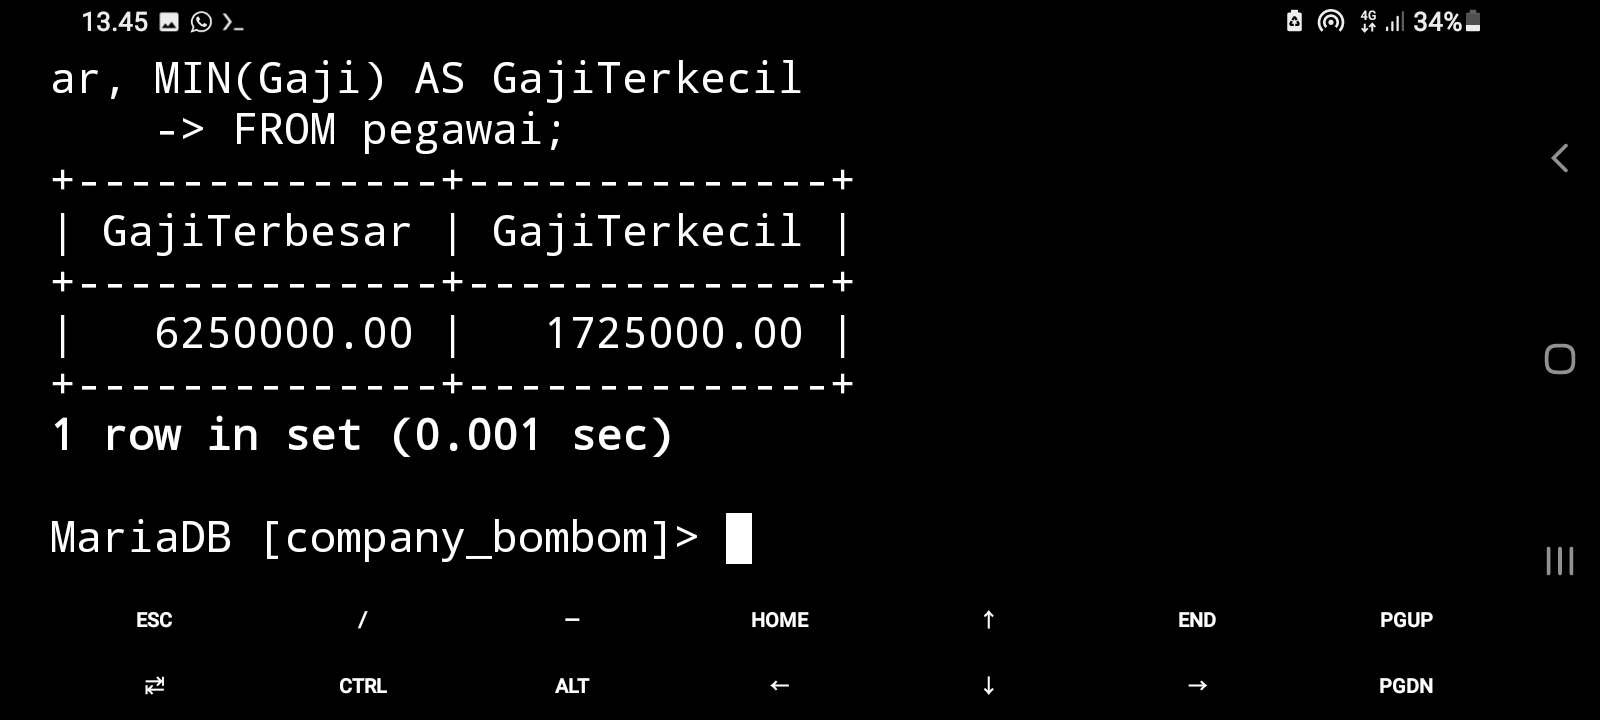 13.45 4G 34%
ar, MIN(Gaji) AS GajiTerkecil
    -> FROM pegawai;
+--------------+--------------+
| GajiTerbesar | GajiTerkecil |
+--------------+--------------+
|   6250000.00 |   1725000.00 |
+--------------+--------------+
1 row in set (0.001 sec)

MariaDB [company_bombom]>
ESC / — HOME ↑ END PGUP
⇄ CTRL ALT ← ↓ → PGDN